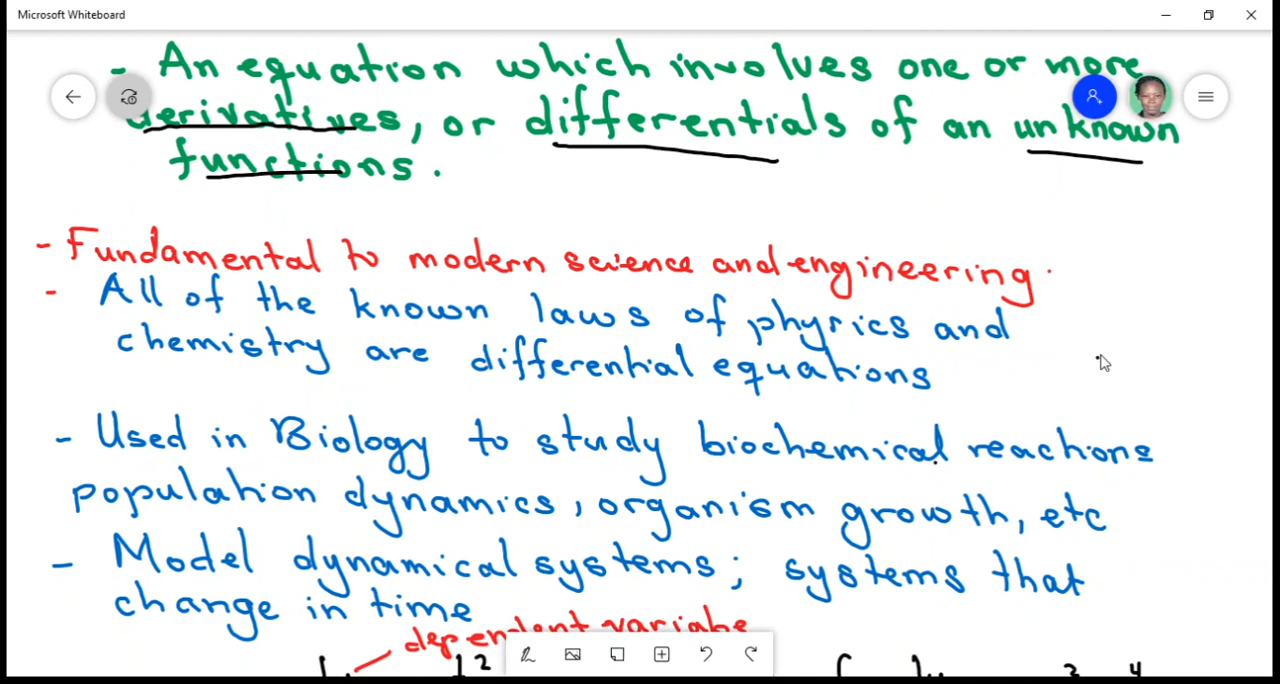 Microsoft Whiteboard
- An equation which involves one or more
derivatives, or differentials of an unknown
functions.
- Fundamental to modern science and engineering.
- All of the known laws of physics and
chemistry are differential equations
- Used in Biology to study biochemical reactions
population dynamics, organism growth, etc
- Model dynamical systems; systems that
change in time
dependent variabe